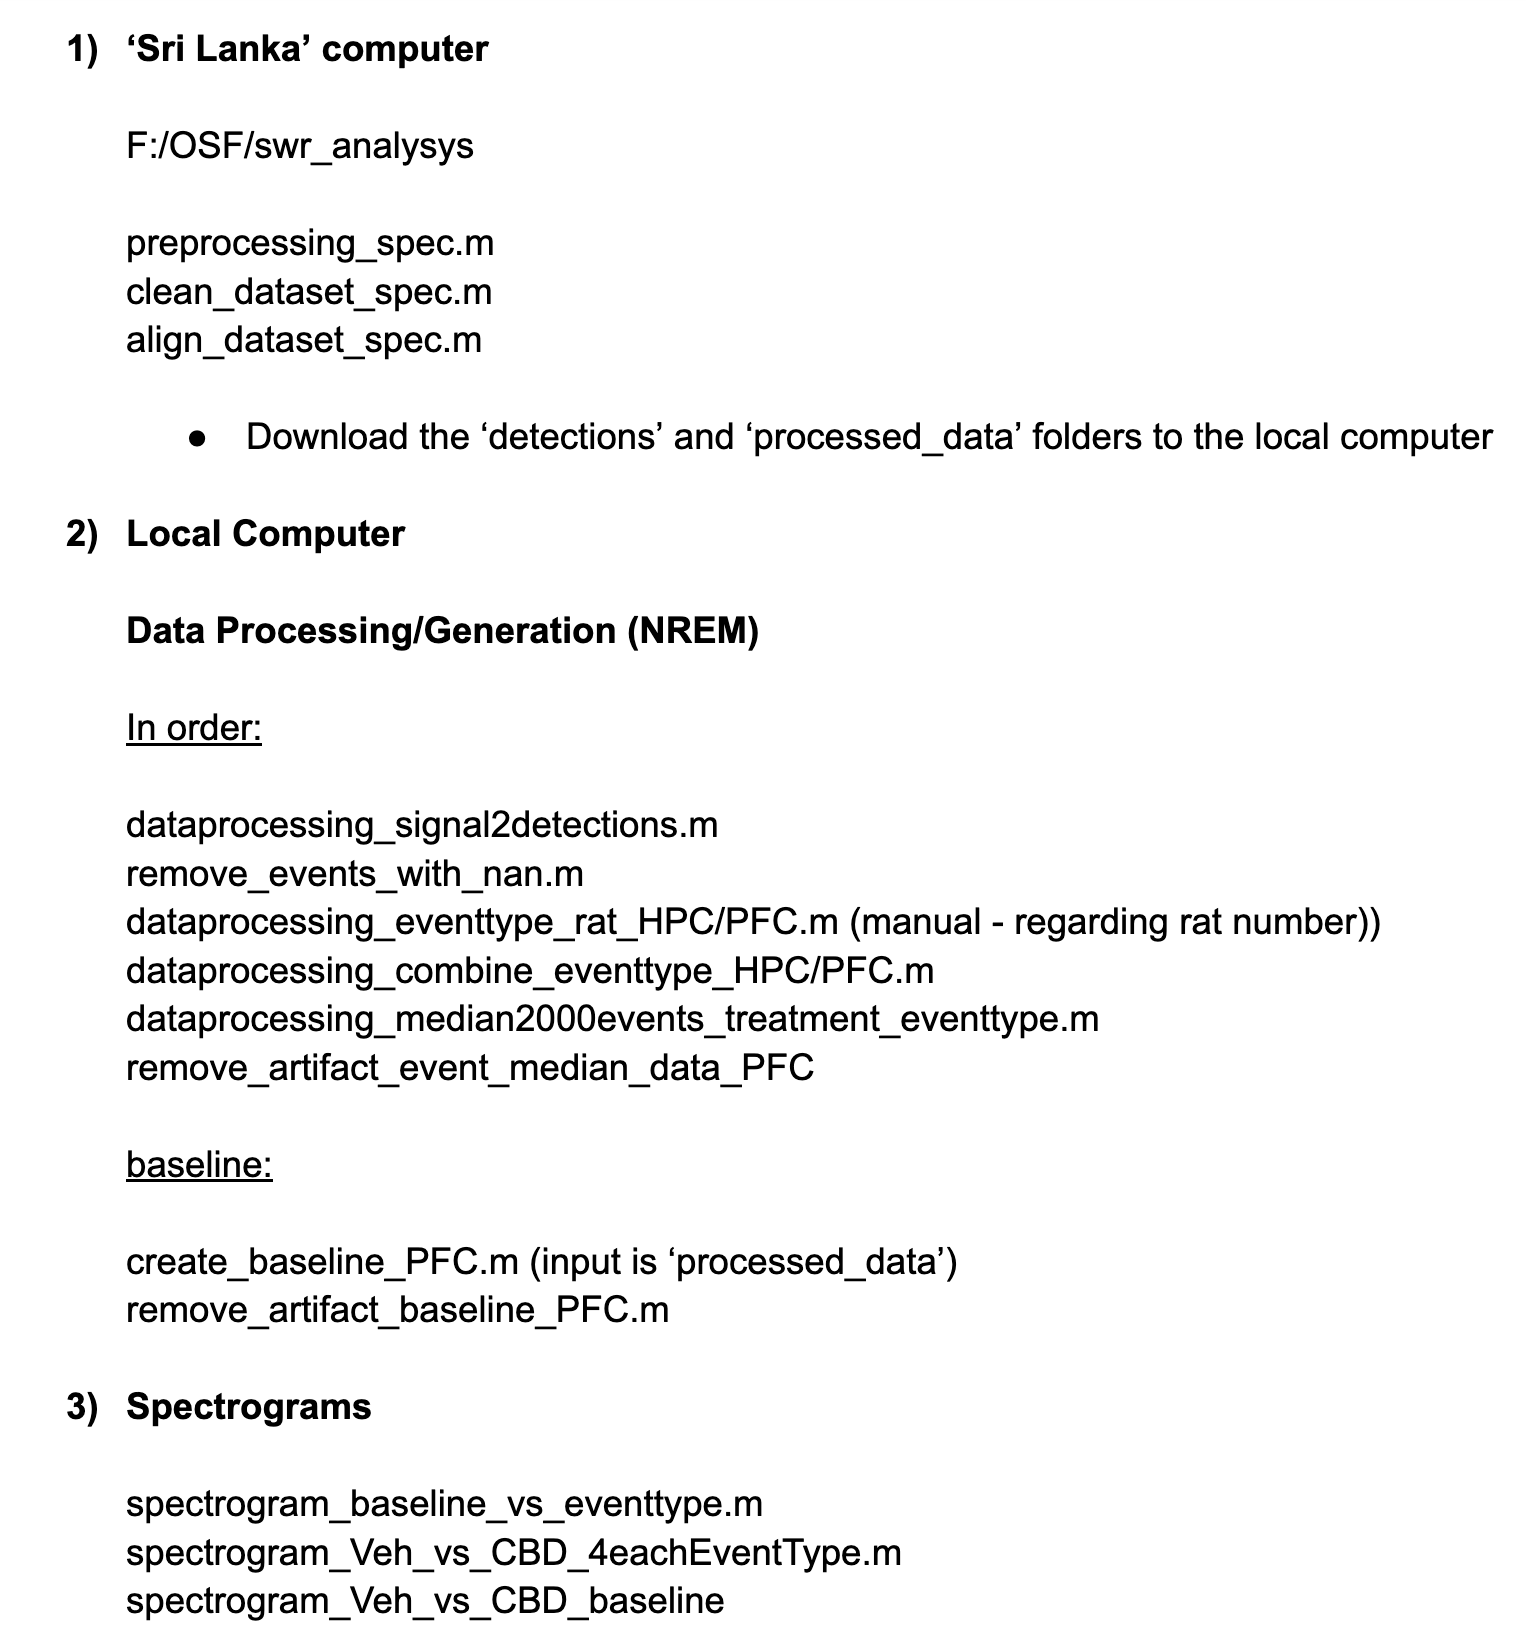 1) ‘Sri Lanka’ computer
F:/OSF/swr_analysys
preprocessing_spec.m
clean_dataset_spec.m
align_dataset_spec.m
● Download the ‘detections’ and ‘processed_data’ folders to the local computer
2) Local Computer
Data Processing/Generation (NREM)
In order:
dataprocessing_signal2detections.m
remove_events_with_nan.m
dataprocessing_eventtype_rat_HPC/PFC.m (manual - regarding rat number))
dataprocessing_combine_eventtype_HPC/PFC.m
dataprocessing_median2000events_treatment_eventtype.m
remove_artifact_event_median_data_PFC
baseline:
create_baseline_PFC.m (input is ‘processed_data’)
remove_artifact_baseline_PFC.m
3) Spectrograms
spectrogram_baseline_vs_eventtype.m
spectrogram_Veh_vs_CBD_4eachEventType.m
spectrogram_Veh_vs_CBD_baseline